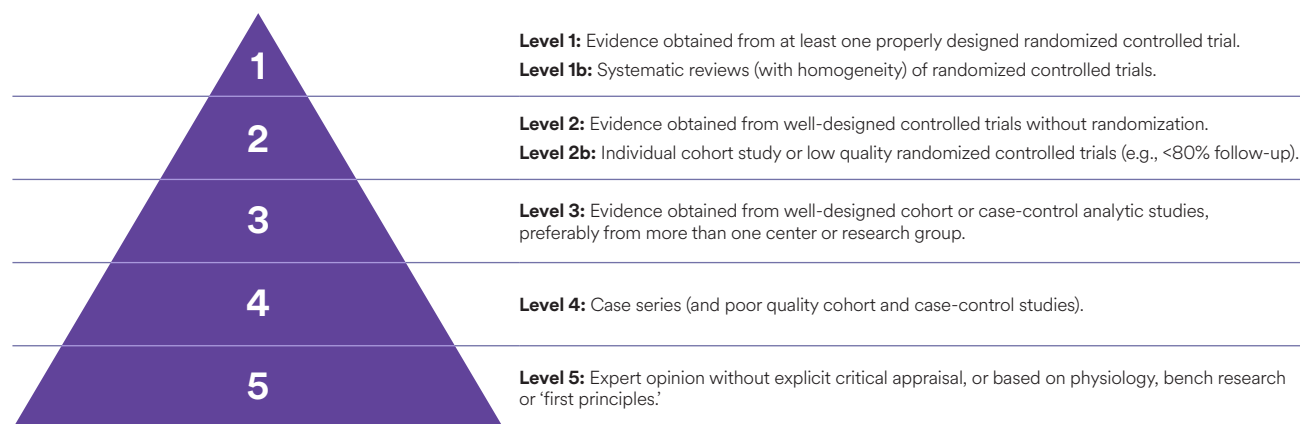 1
Level 1: Evidence obtained from at least one properly designed randomized controlled trial.
Level 1b: Systematic reviews (with homogeneity) of randomized controlled trials.
2
Level 2: Evidence obtained from well-designed controlled trials without randomization.
Level 2b: Individual cohort study or low quality randomized controlled trials (e.g., <80% follow-up).
3
Level 3: Evidence obtained from well-designed cohort or case-control analytic studies,
preferably from more than one center or research group.
4
Level 4: Case series (and poor quality cohort and case-control studies).
5
Level 5: Expert opinion without explicit critical appraisal, or based on physiology, bench research
or ‘first principles.’